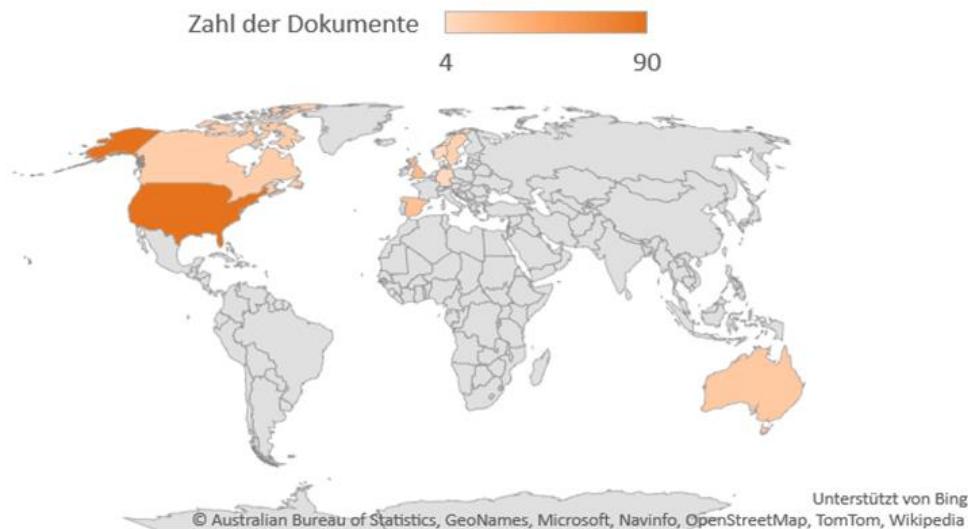 Zahl der Dokumente
4 90
Unterstützt von Bing
© Australian Bureau of Statistics, GeoNames, Microsoft, Navinfo, OpenStreetMap, TomTom, Wikipedia